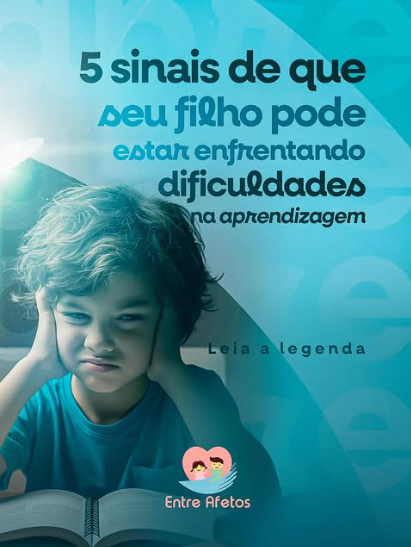 5 sinais de que
seu filho pode
estar enfrentando
dificuldades
na aprendizagem
Leia a legenda
Entre Afetos